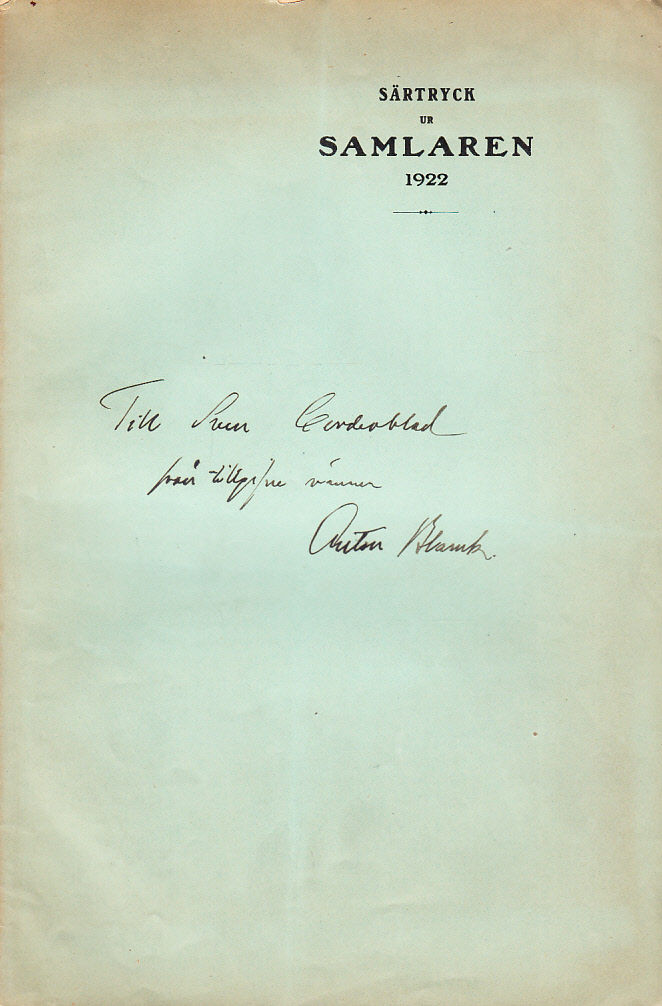 SÄRTRYCK
UR
SAMLAREN
1922
Till Sven Cederblad
från tillgifne vännen
Anton Blanck.